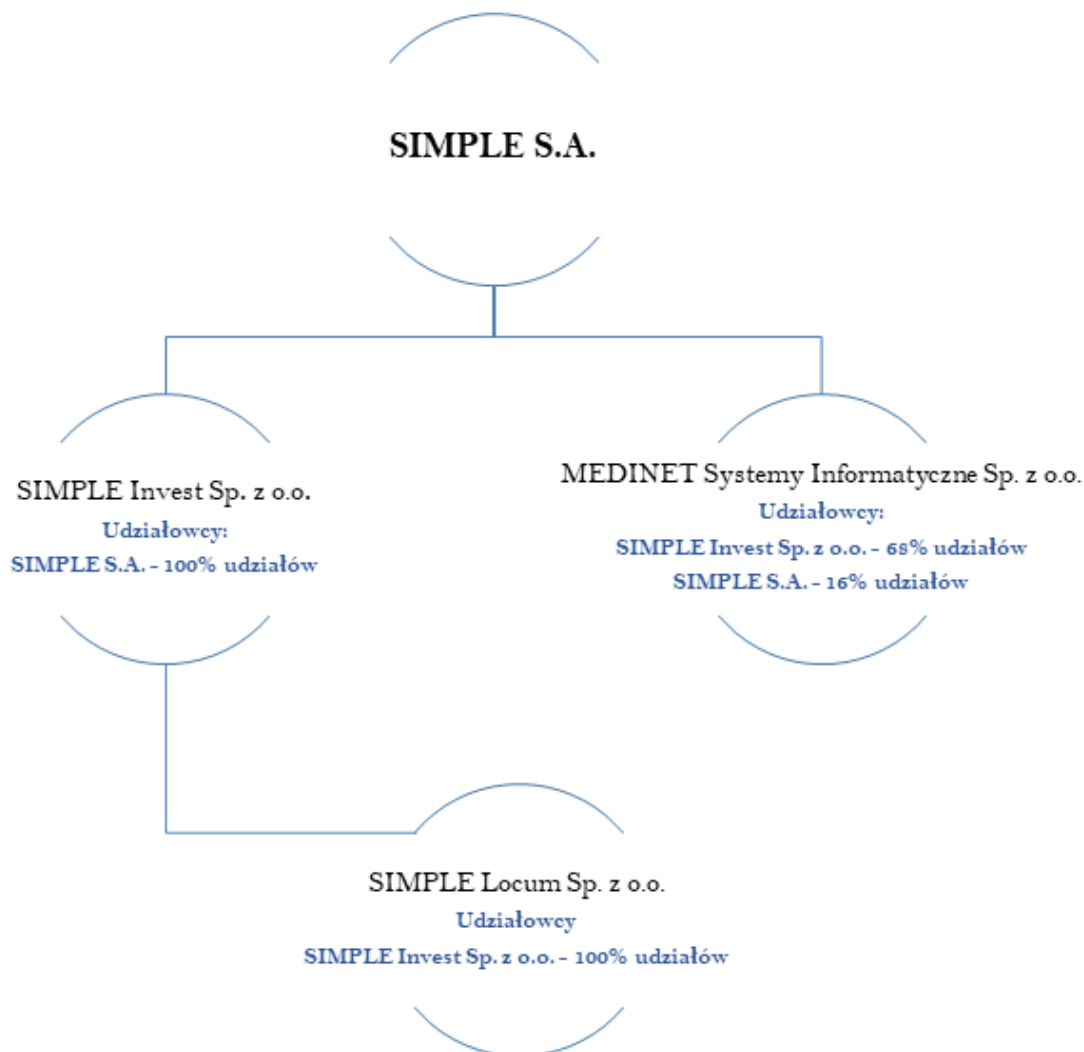 SIMPLE S.A.
SIMPLE Invest Sp. z o.o.
Udziałowcy:
SIMPLE S.A. - 100% udziałów
MEDINET Systemy Informatyczne Sp. z o.o.
Udziałowcy:
SIMPLE Invest Sp. z o.o. - 68% udziałów
SIMPLE S.A. - 16% udziałów
SIMPLE Locum Sp. z o.o.
Udziałowcy
SIMPLE Invest Sp. z o.o. - 100% udziałów